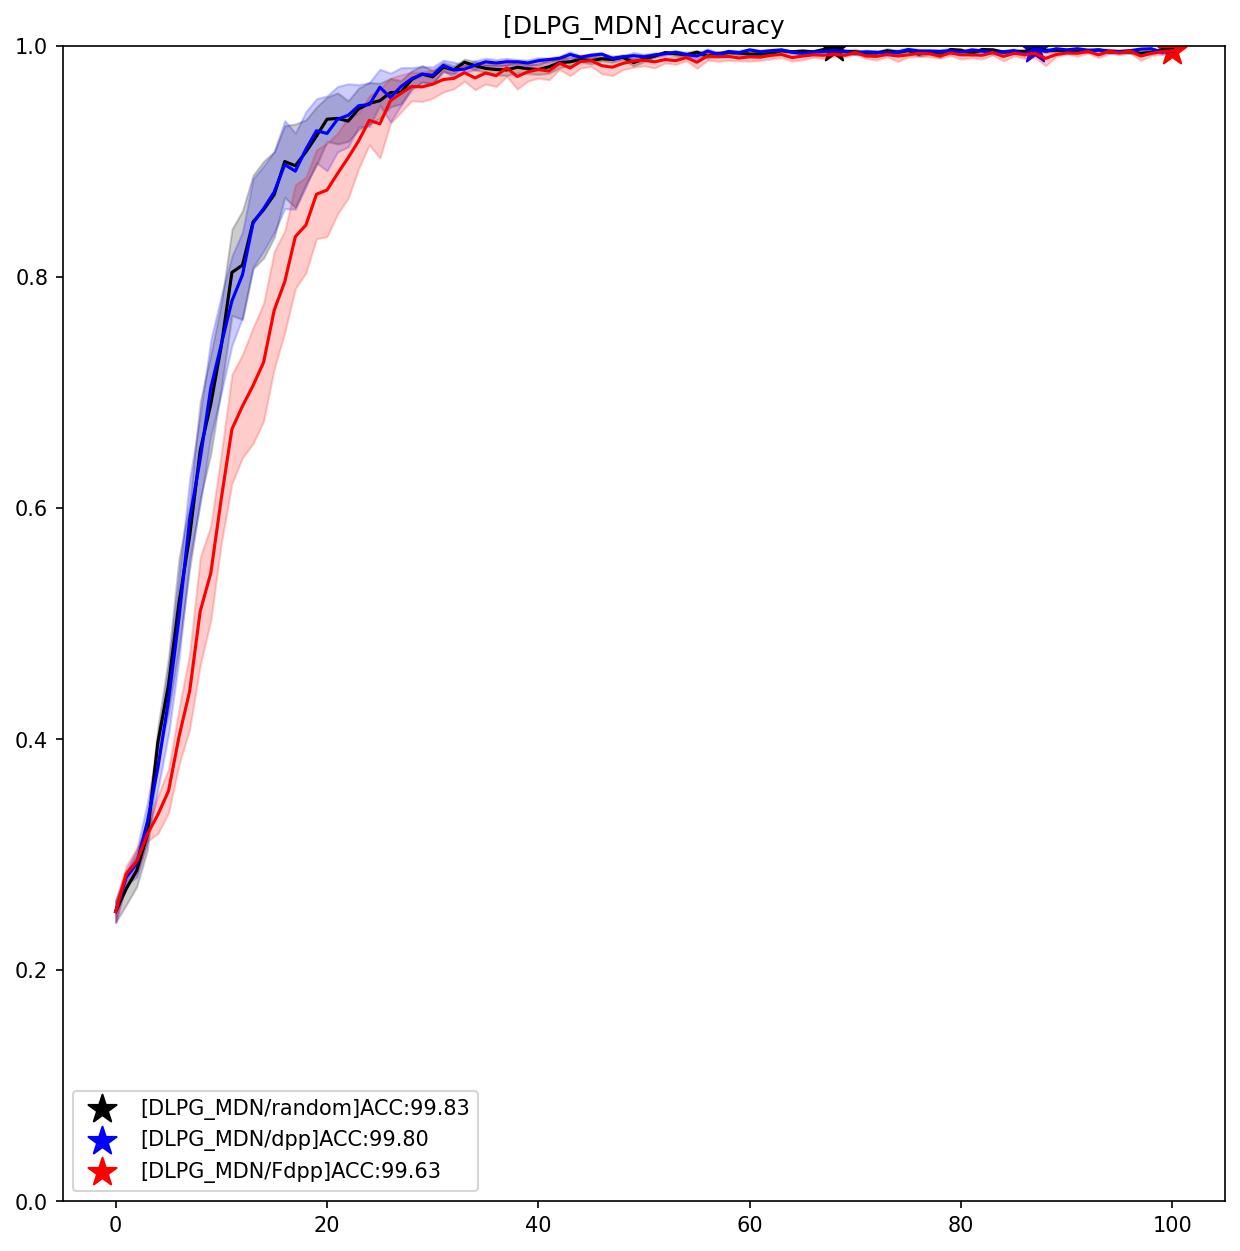 [DLPG_MDN] Accuracy
1.0
0.8
0.6
0.4
0.2
0.0
[DLPG_MDN/random]ACC:99.83
[DLPG_MDN/dpp]ACC:99.80
[DLPG_MDN/Fdpp]ACC:99.63
0 20 40 60 80 100